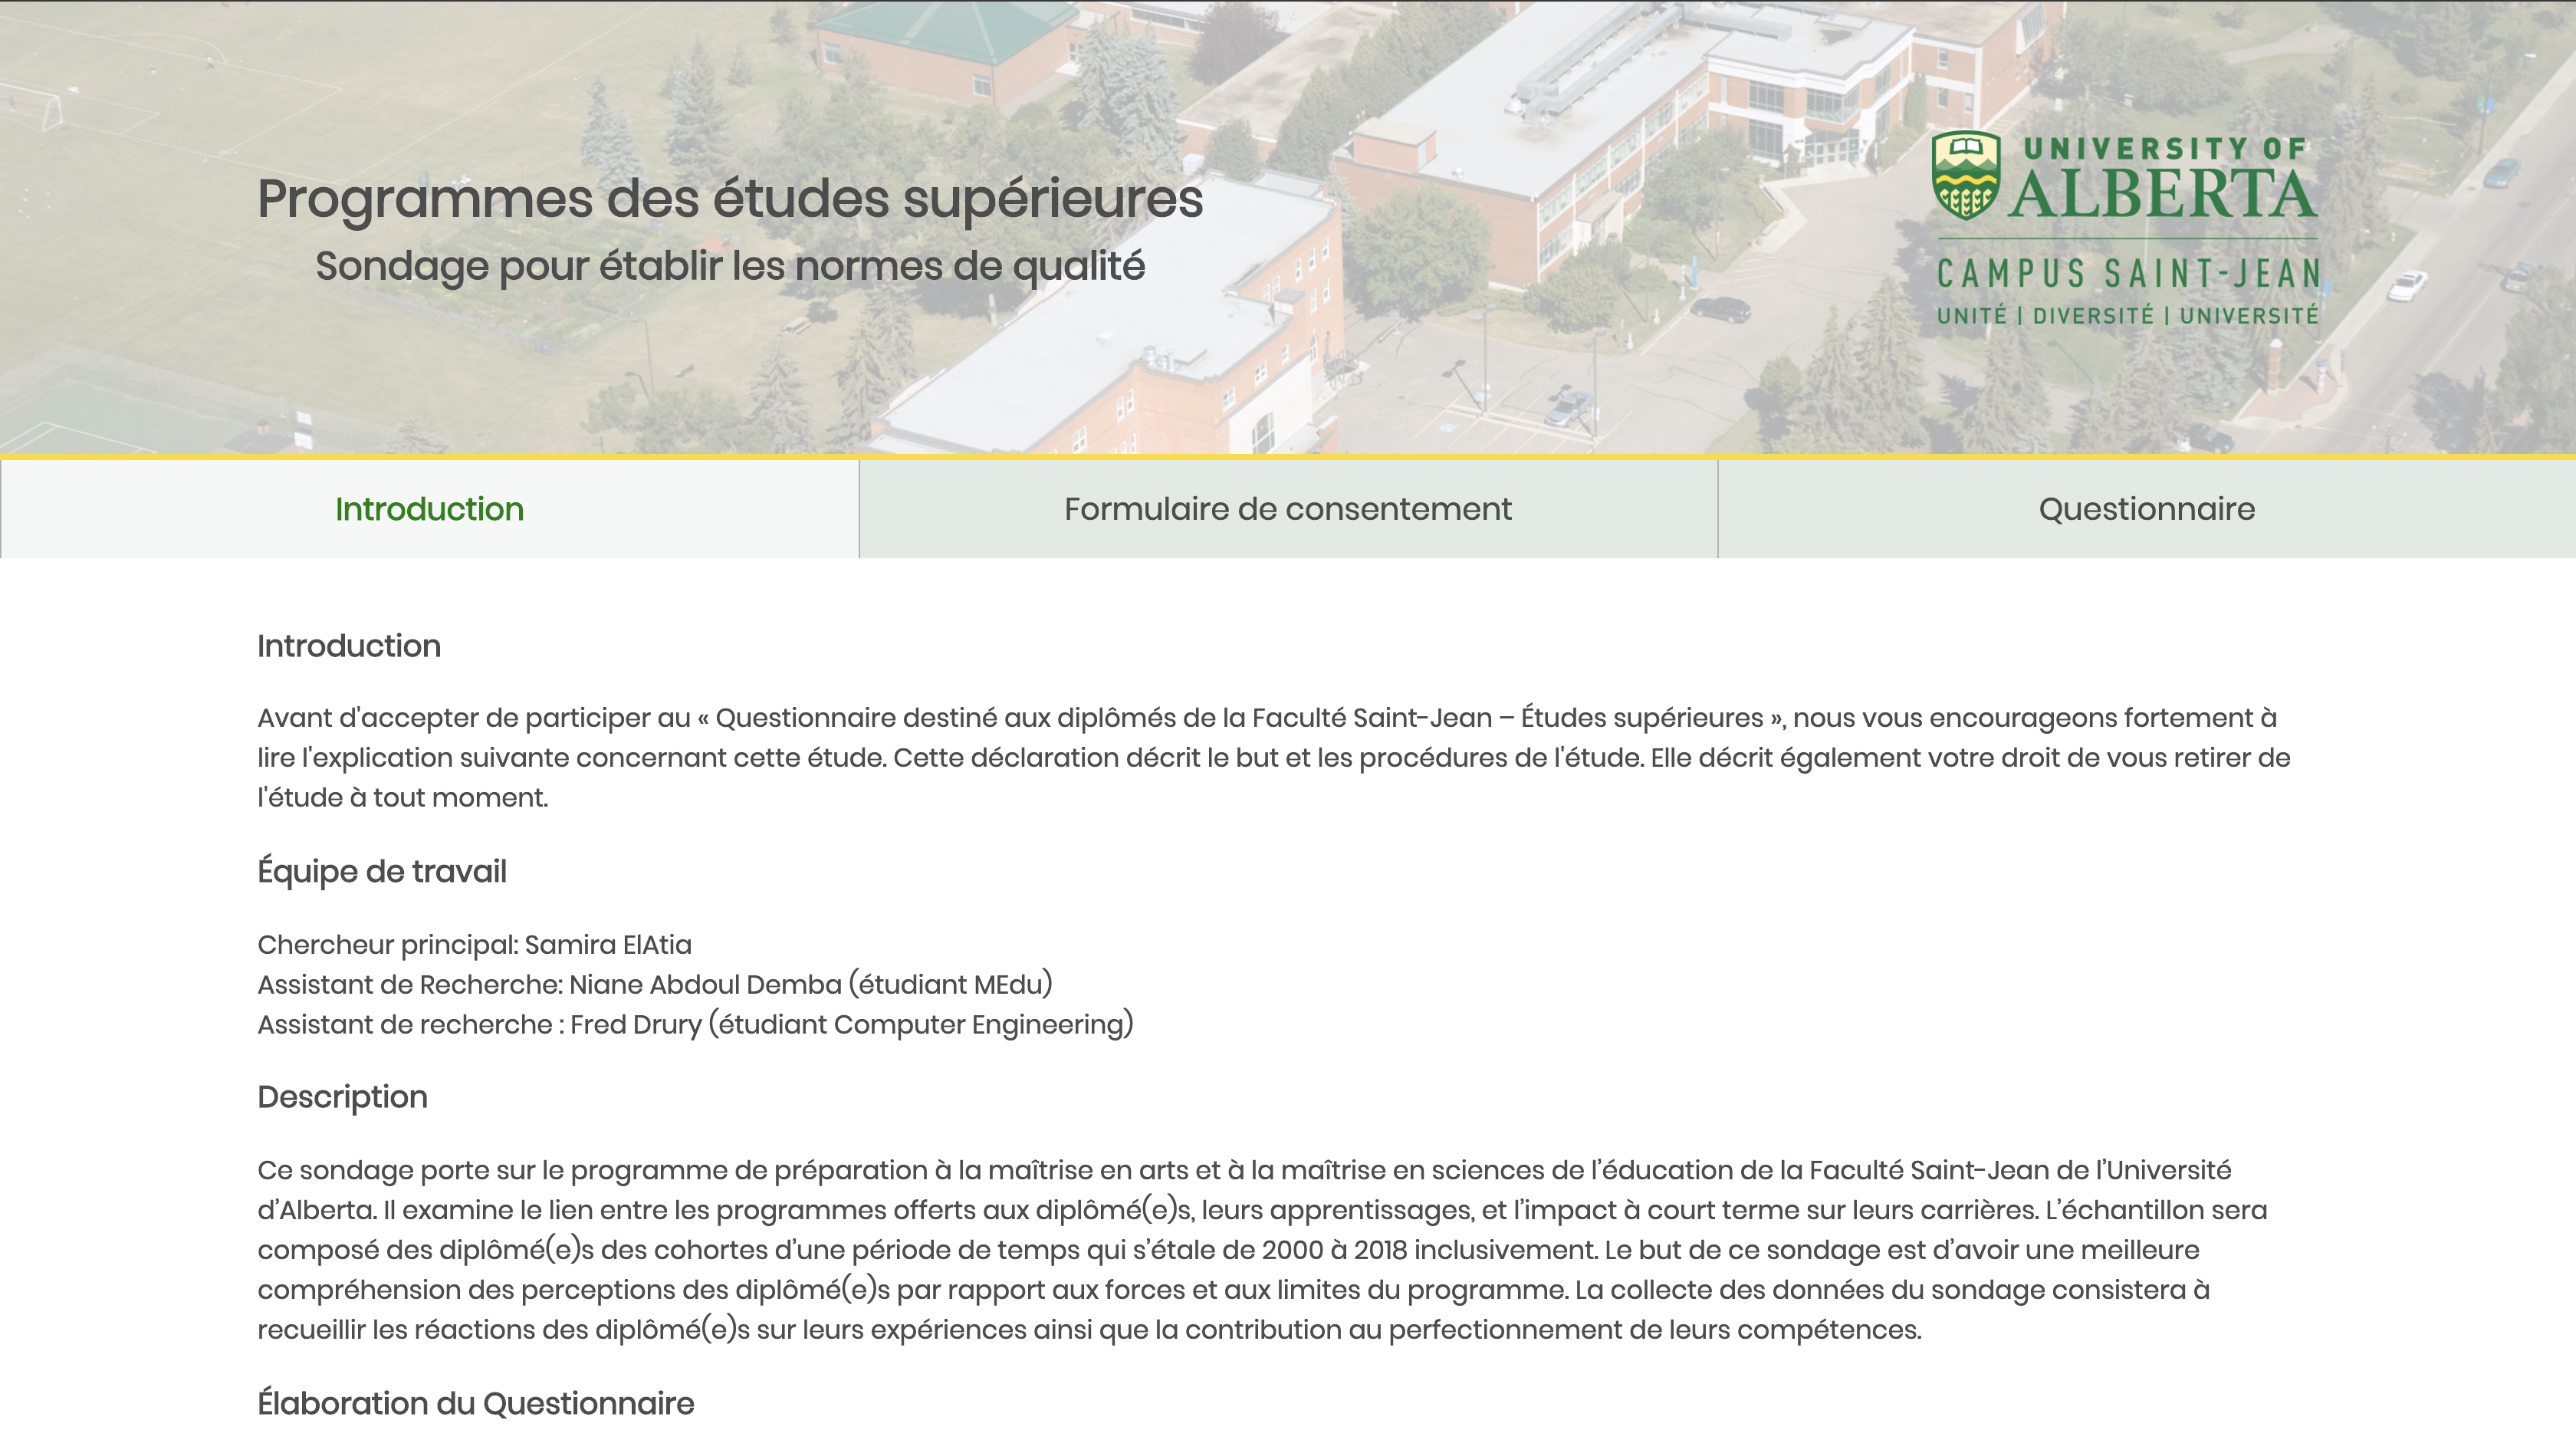 Programmes des études supérieures
Sondage pour établir les normes de qualité
UNIVERSITY OF
ALBERTA
CAMPUS SAINT-JEAN
UNITÉ | DIVERSITÉ | UNIVERSITÉ
Introduction
Formulaire de consentement
Questionnaire
Introduction
Avant d'accepter de participer au « Questionnaire destiné aux diplômés de la Faculté Saint-Jean – Études supérieures », nous vous encourageons fortement à
lire l'explication suivante concernant cette étude. Cette déclaration décrit le but et les procédures de l'étude. Elle décrit également votre droit de vous retirer de
l'étude à tout moment.
Équipe de travail
Chercheur principal: Samira ElAtia
Assistant de Recherche: Niane Abdoul Demba (étudiant MEdu)
Assistant de recherche : Fred Drury (étudiant Computer Engineering)
Description
Ce sondage porte sur le programme de préparation à la maîtrise en arts et à la maîtrise en sciences de l’éducation de la Faculté Saint-Jean de l’Université
d’Alberta. Il examine le lien entre les programmes offerts aux diplômé(e)s, leurs apprentissages, et l’impact à court terme sur leurs carrières. L’échantillon sera
composé des diplômé(e)s des cohortes d’une période de temps qui s’étale de 2000 à 2018 inclusivement. Le but de ce sondage est d’avoir une meilleure
compréhension des perceptions des diplômé(e)s par rapport aux forces et aux limites du programme. La collecte des données du sondage consistera à
recueillir les réactions des diplômé(e)s sur leurs expériences ainsi que la contribution au perfectionnement de leurs compétences.
Élaboration du Questionnaire